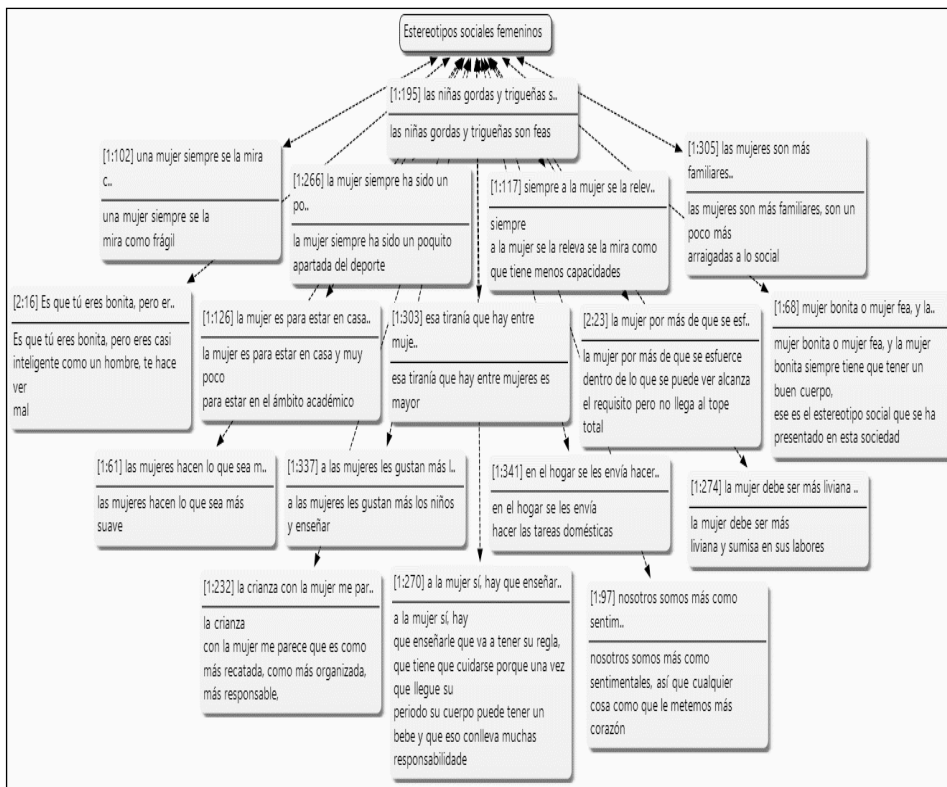 Estereotipos sociales femeninos
[1:195] las niñas gordas y trigueñas s..
las niñas gordas y trigueñas son feas
[1:102] una mujer siempre se la mira
c..
una mujer siempre se la
mira como frágil
[1:266] la mujer siempre ha sido un
po..
la mujer siempre ha sido un poquito
apartada del deporte
[1:117] siempre a la mujer se la relev..
siempre
a la mujer se la releva se la mira como
que tiene menos capacidades
[1:305] las mujeres son más
familiares..
las mujeres son más familiares, son un
poco más
arraigadas a lo social
[2:16] Es que tú eres bonita, pero er..
Es que tú eres bonita, pero eres casi
inteligente como un hombre, te hace
ver
mal
[1:126] la mujer es para estar en casa..
la mujer es para estar en casa y muy
poco
para estar en el ámbito académico
[1:303] esa tiranía que hay entre
muje..
esa tiranía que hay entre mujeres es
mayor
[2:23] la mujer por más de que se esf..
la mujer por más de que se esfuerce
dentro de lo que se puede ver alcanza
el requisito pero no llega al tope
total
[1:68] mujer bonita o mujer fea, y la..
mujer bonita o mujer fea, y la mujer
bonita siempre tiene que tener un
buen cuerpo,
ese es el estereotipo social que se ha
presentado en esta sociedad
[1:61] las mujeres hacen lo que sea m..
las mujeres hacen lo que sea más
suave
[1:337] a las mujeres les gustan más l..
a las mujeres les gustan más los niños
y enseñar
[1:341] en el hogar se les envía hacer..
en el hogar se les envía
hacer las tareas domésticas
[1:274] la mujer debe ser más liviana ..
la mujer debe ser más
liviana y sumisa en sus labores
[1:232] la crianza con la mujer me par..
la crianza
con la mujer me parece que es como
más recatada, como más organizada,
más responsable,
[1:270] a la mujer sí, hay que enseñar..
a la mujer sí, hay
que enseñarle que va a tener su regla,
que tiene que cuidarse porque una vez
que llegue su
periodo su cuerpo puede tener un
bebe y que eso conlleva muchas
responsabilidade
[1:97] nosotros somos más como
sentim..
nosotros somos más como
sentimentales, así que cualquier
cosa como que le metemos más
corazón